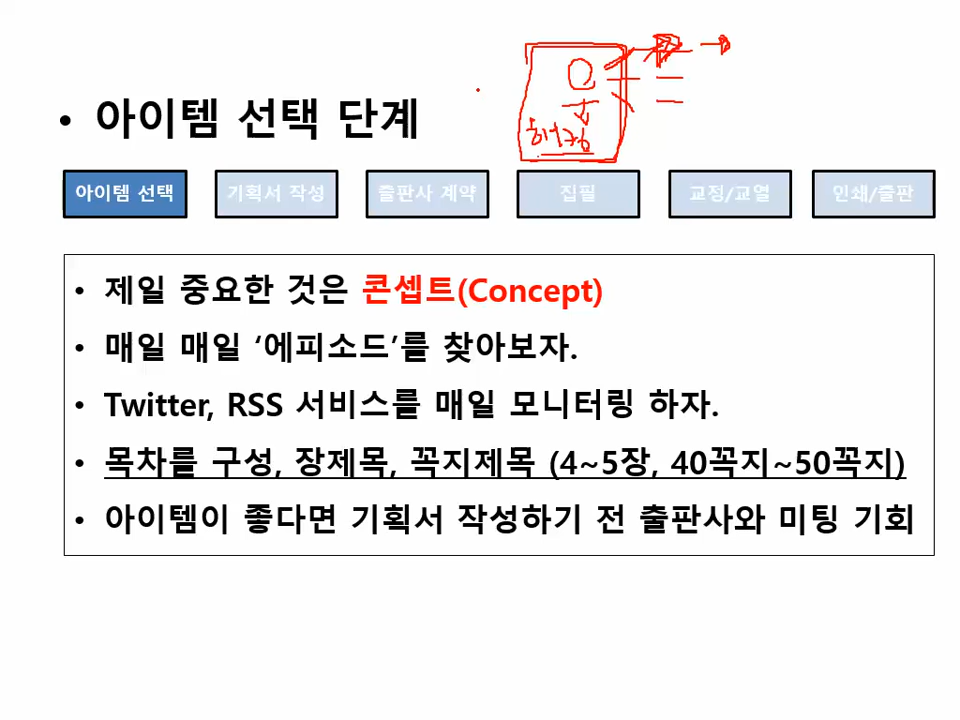 • 아이템 선택 단계
아이템 선택
기획서 작성
출판사 계약
집필
교정/교열
인쇄/출판
• 제일 중요한 것은 콘셉트(Concept)
• 매일 매일 ‘에피소드’를 찾아보자.
• Twitter, RSS 서비스를 매일 모니터링 하자.
• 목차를 구성, 장제목, 꼭지제목 (4~5장, 40꼭지~50꼭지)
• 아이템이 좋다면 기획서 작성하기 전 출판사와 미팅 기회